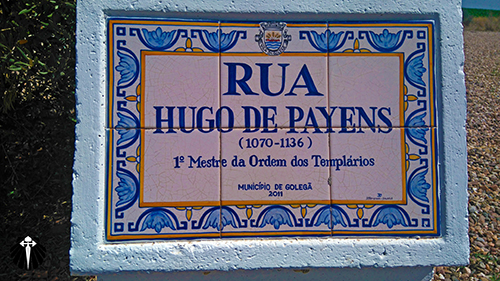 RUA
HUGO DE PAYENS
(1070-1136)
1º Mestre da Ordem dos Templários
MUNICÍPIO DE GOLEGÃ
2011